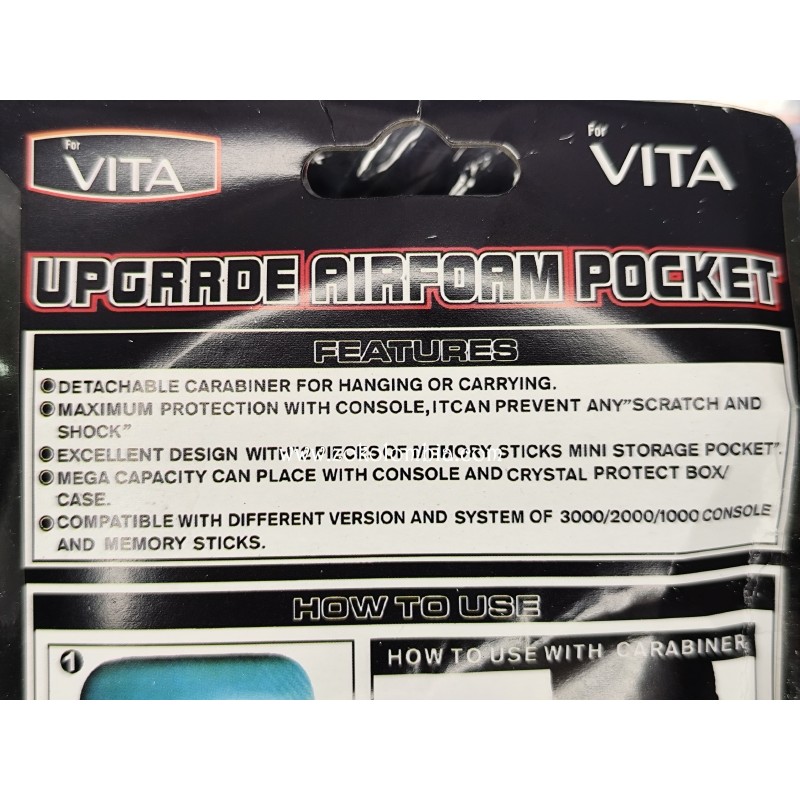 For
VITA
For
VITA
UPGRRDE AIRFOAM POCKET
FEATURES
DETACHABLE CARABINER FOR HANGING OR CARRYING.
MAXIMUM PROTECTION WITH CONSOLE,ITCAN PREVENT ANY"SCRATCH AND
SHOCK"
EXCELLENT DESIGN WITH OF MEMORY STICKS MINI STORAGE POCKET".
MEGA CAPACITY CAN PLACE WITH CONSOLE AND CRYSTAL PROTECT BOX/
CASE.
COMPATIBLE WITH DIFFERENT VERSION AND SYSTEM OF 3000/2000/1000 CONSOLE
AND MEMORY STICKS.
HOW TO USE
1
HOW TO USE WITH CARABINER